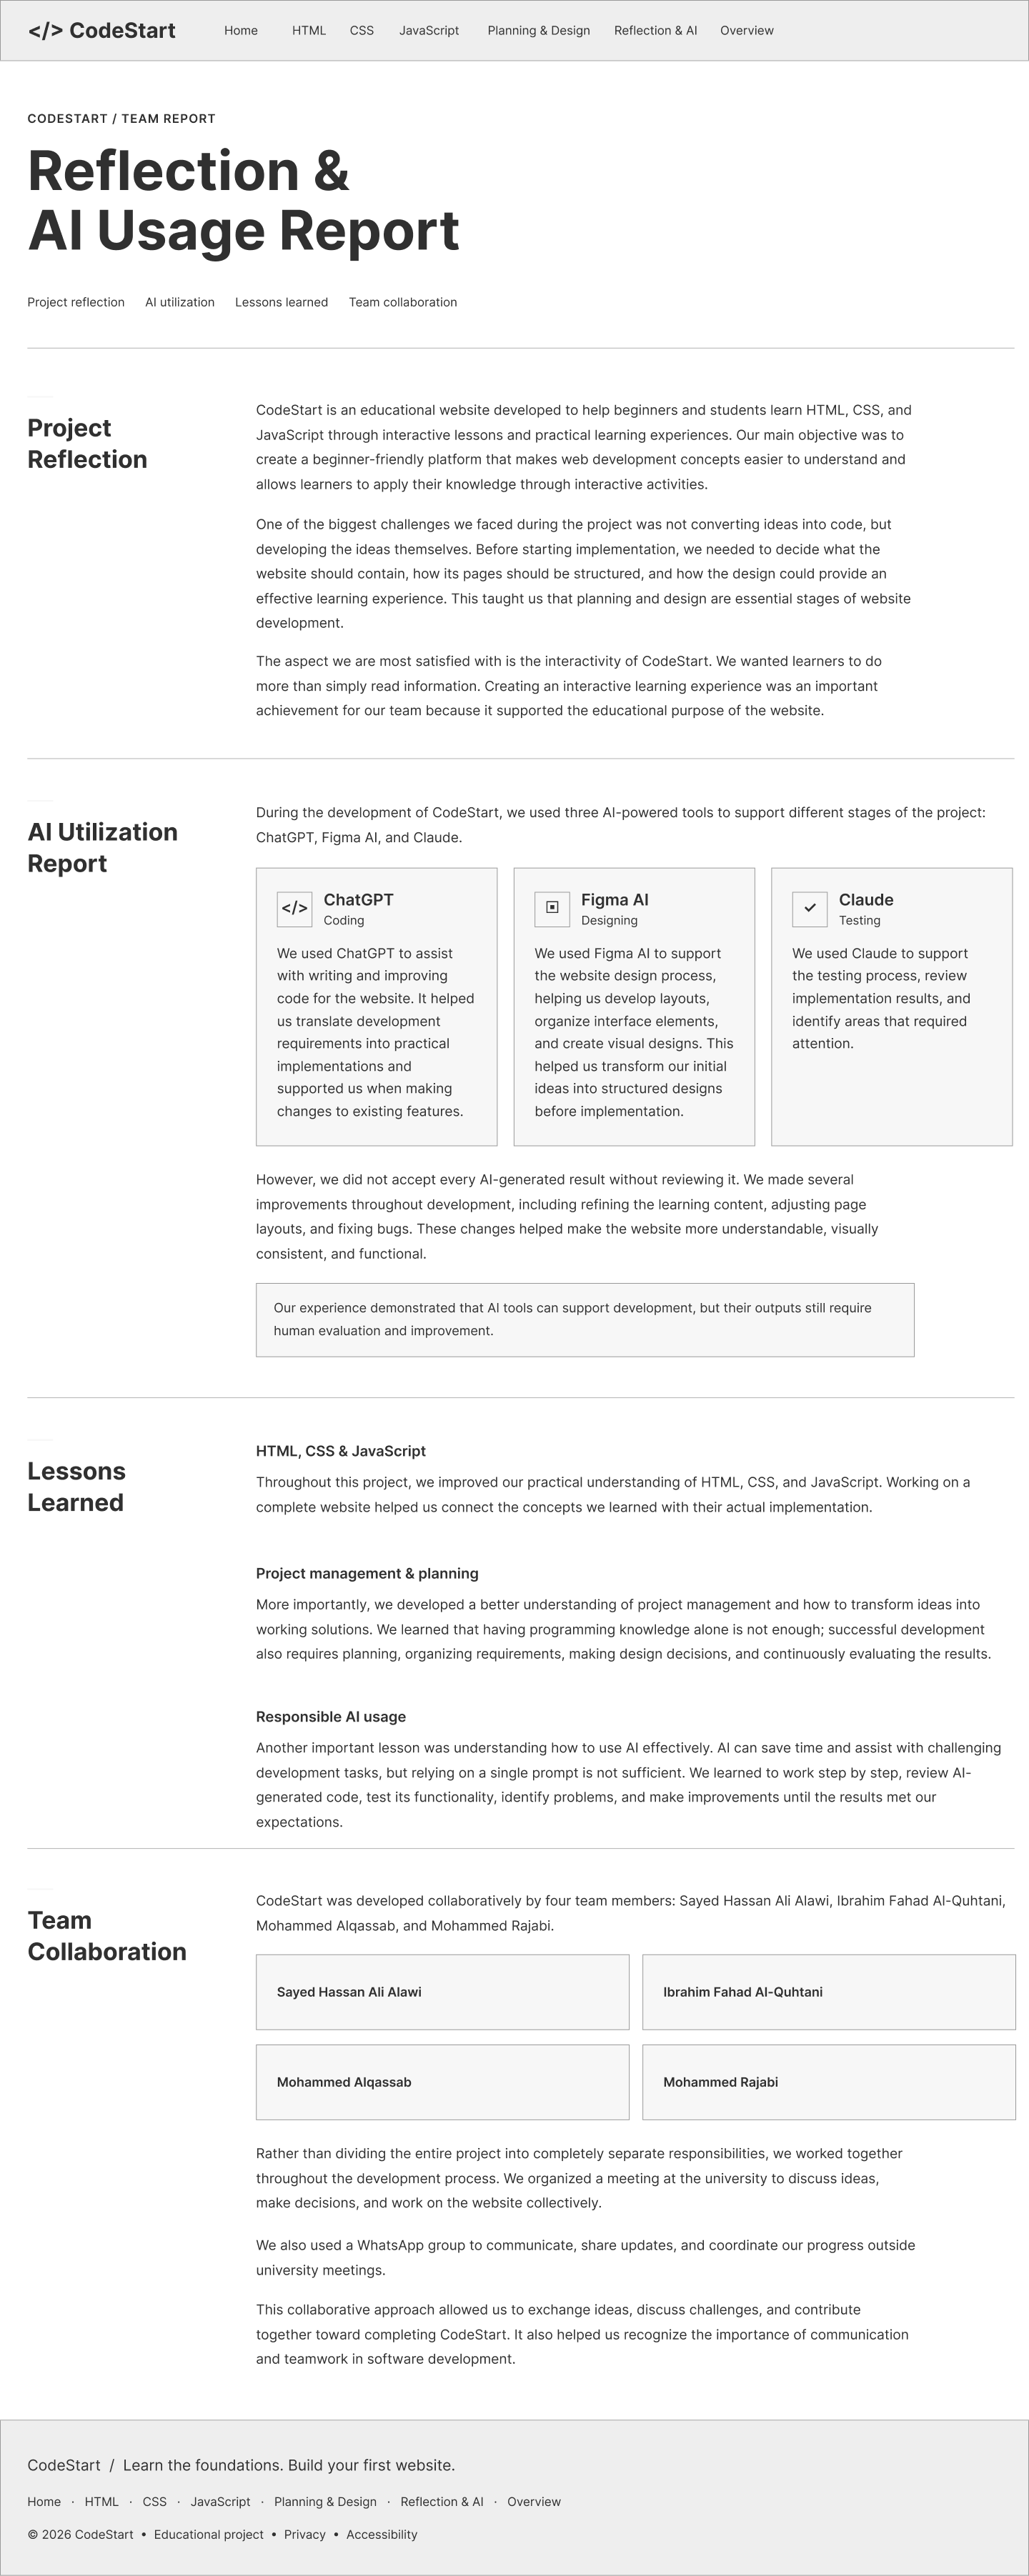 </> CodeStart Home HTML CSS JavaScript Planning & Design Reflection & AI Overview
CODESTART / TEAM REPORT
Reflection &
AI Usage Report
Project reflection AI utilization Lessons learned Team collaboration
Project
Reflection
CodeStart is an educational website developed to help beginners and students learn HTML, CSS, and
JavaScript through interactive lessons and practical learning experiences. Our main objective was to
create a beginner-friendly platform that makes web development concepts easier to understand and
allows learners to apply their knowledge through interactive activities.
One of the biggest challenges we faced during the project was not converting ideas into code, but
developing the ideas themselves. Before starting implementation, we needed to decide what the
website should contain, how its pages should be structured, and how the design could provide an
effective learning experience. This taught us that planning and design are essential stages of website
development.
The aspect we are most satisfied with is the interactivity of CodeStart. We wanted learners to do
more than simply read information. Creating an interactive learning experience was an important
achievement for our team because it supported the educational purpose of the website.
AI Utilization
Report
During the development of CodeStart, we used three AI-powered tools to support different stages of the project:
ChatGPT, Figma AI, and Claude.
</> ChatGPT
Coding
We used ChatGPT to assist
with writing and improving
code for the website. It helped
us translate development
requirements into practical
implementations and
supported us when making
changes to existing features.
Figma AI
Designing
We used Figma AI to support
the website design process,
helping us develop layouts,
organize interface elements,
and create visual designs. This
helped us transform our initial
ideas into structured designs
before implementation.
✓ Claude
Testing
We used Claude to support
the testing process, review
implementation results, and
identify areas that required
attention.
However, we did not accept every AI-generated result without reviewing it. We made several
improvements throughout development, including refining the learning content, adjusting page
layouts, and fixing bugs. These changes helped make the website more understandable, visually
consistent, and functional.
Our experience demonstrated that AI tools can support development, but their outputs still require
human evaluation and improvement.
Lessons
Learned
HTML, CSS & JavaScript
Throughout this project, we improved our practical understanding of HTML, CSS, and JavaScript. Working on a
complete website helped us connect the concepts we learned with their actual implementation.
Project management & planning
More importantly, we developed a better understanding of project management and how to transform ideas into
working solutions. We learned that having programming knowledge alone is not enough; successful development
also requires planning, organizing requirements, making design decisions, and continuously evaluating the results.
Responsible AI usage
Another important lesson was understanding how to use AI effectively. AI can save time and assist with challenging
development tasks, but relying on a single prompt is not sufficient. We learned to work step by step, review AI-
generated code, test its functionality, identify problems, and make improvements until the results met our
expectations.
Team
Collaboration
CodeStart was developed collaboratively by four team members: Sayed Hassan Ali Alawi, Ibrahim Fahad Al-Quhtani,
Mohammed Alqassab, and Mohammed Rajabi.
Sayed Hassan Ali Alawi
Ibrahim Fahad Al-Quhtani
Mohammed Alqassab
Mohammed Rajabi
Rather than dividing the entire project into completely separate responsibilities, we worked together
throughout the development process. We organized a meeting at the university to discuss ideas,
make decisions, and work on the website collectively.
We also used a WhatsApp group to communicate, share updates, and coordinate our progress outside
university meetings.
This collaborative approach allowed us to exchange ideas, discuss challenges, and contribute
together toward completing CodeStart. It also helped us recognize the importance of communication
and teamwork in software development.
CodeStart / Learn the foundations. Build your first website.
Home · HTML · CSS · JavaScript · Planning & Design · Reflection & AI · Overview
© 2026 CodeStart • Educational project • Privacy • Accessibility